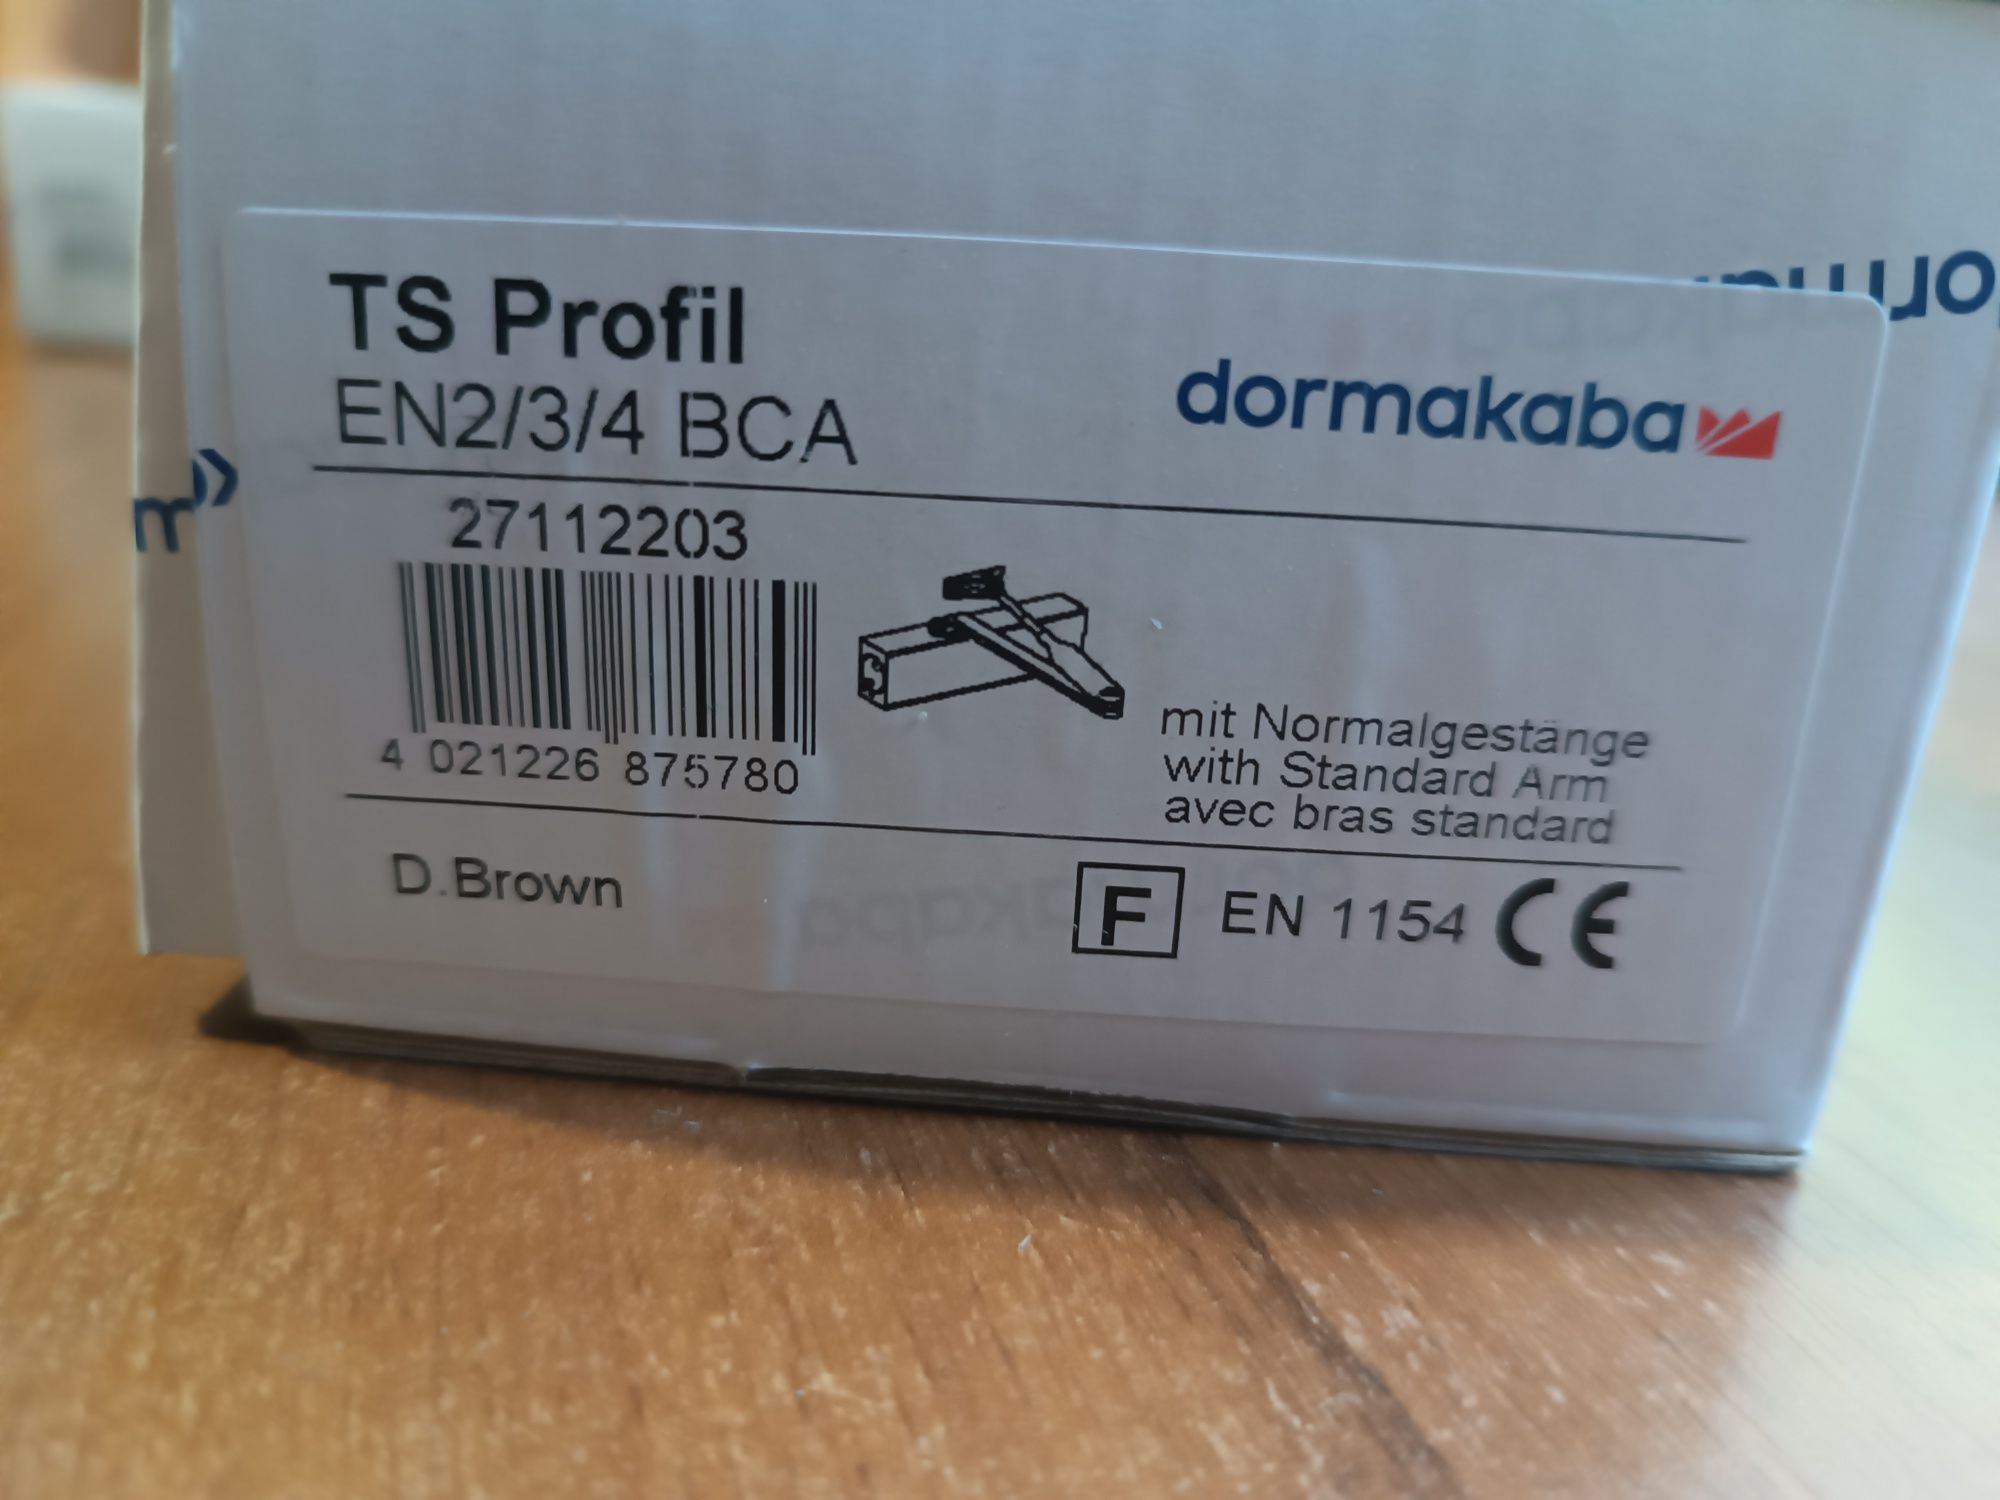 TS Profil
EN2/3/4 BCA
dormakaba
27112203
4 021226 875780
mit Normalgestänge
with Standard Arm
avec bras standard
D.Brown
F EN 1154 CE